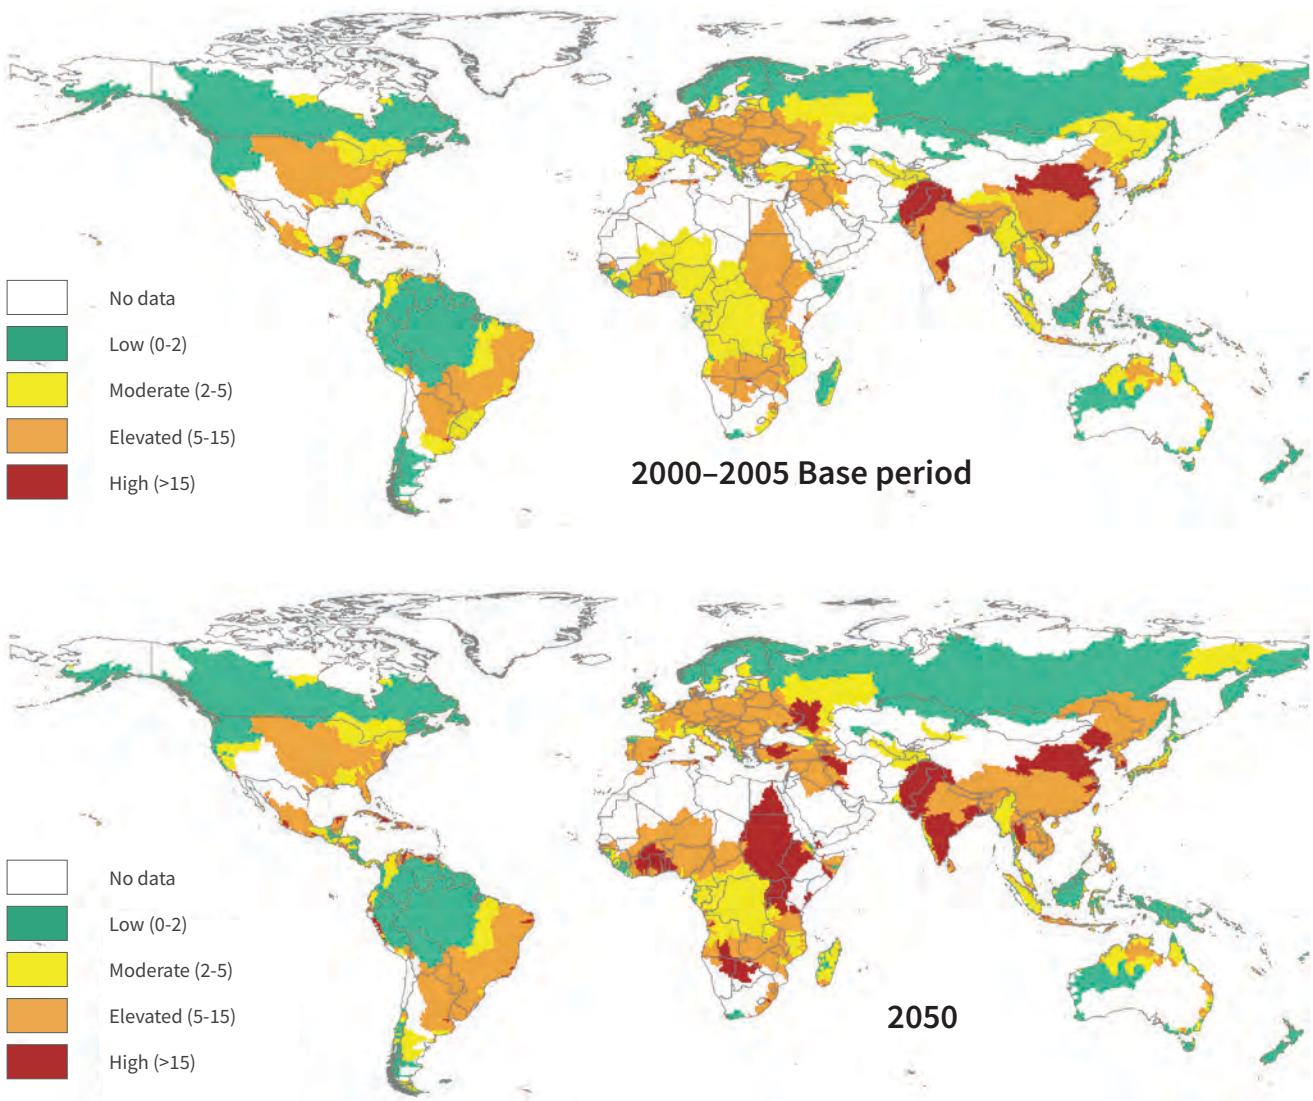 No data
Low (0-2)
Moderate (2-5)
Elevated (5-15)
High (>15)
2000–2005 Base period
No data
Low (0-2)
Moderate (2-5)
Elevated (5-15)
High (>15)
2050